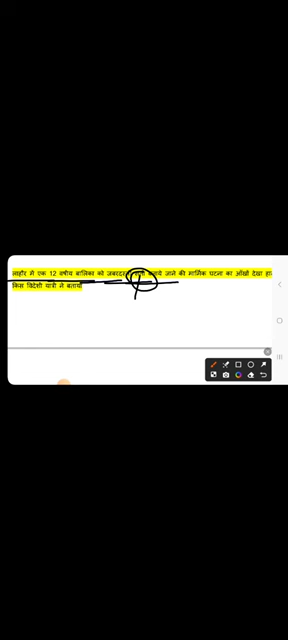 लाहौर में एक 12 वर्षीय बालिका को जबरदस्ती जाने की मार्मिक घटना का आँखों देखा हा
किस विदेशी यात्री ने बताया